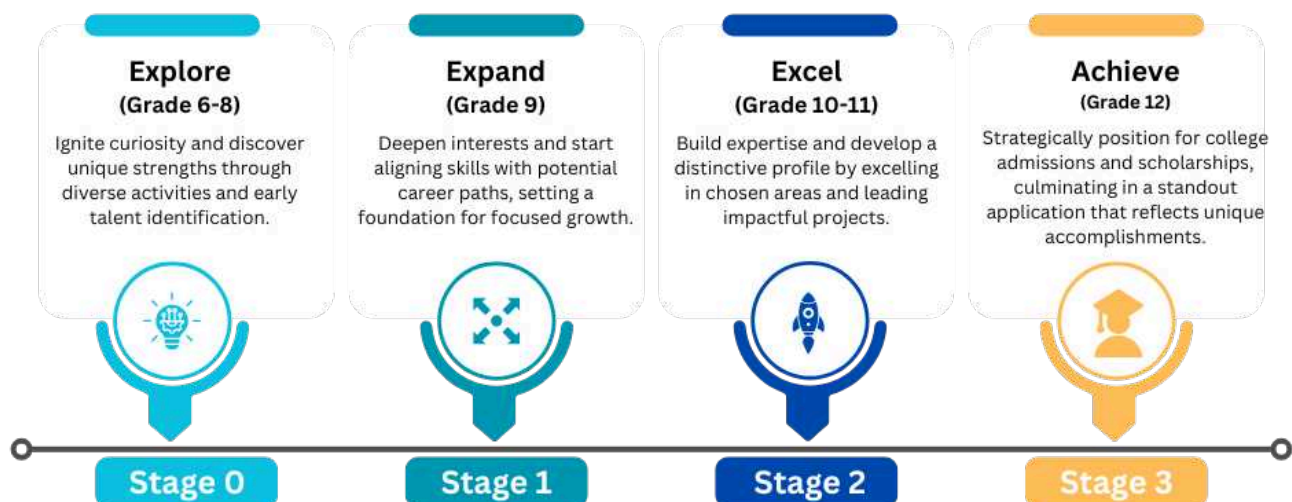 Explore
(Grade 6-8)
Ignite curiosity and discover
unique strengths through
diverse activities and early
talent identification.
Stage 0
Expand
(Grade 9)
Deepen interests and start
aligning skills with potential
career paths, setting a
foundation for focused growth.
Stage 1
Excel
(Grade 10-11)
Build expertise and develop a
distinctive profile by excelling
in chosen areas and leading
impactful projects.
Stage 2
Achieve
(Grade 12)
Strategically position for college
admissions and scholarships,
culminating in a standout
application that reflects unique
accomplishments.
Stage 3